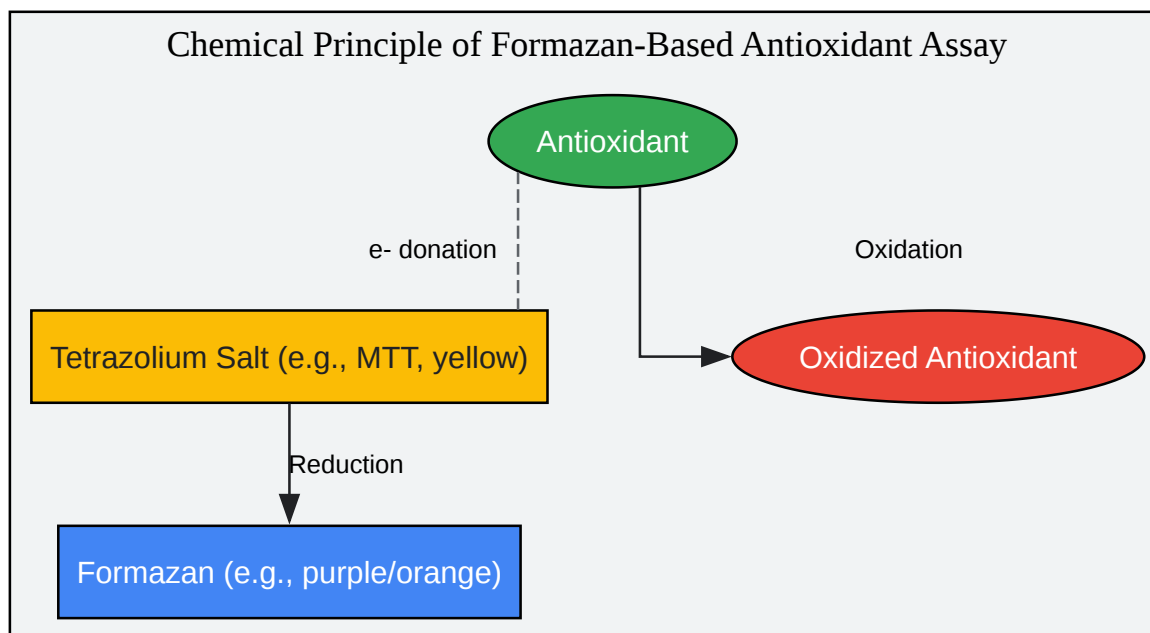 Chemical Principle of Formazan-Based Antioxidant Assay
Antioxidant
e- donation
Oxidation
Tetrazolium Salt (e.g., MTT, yellow)
Oxidized Antioxidant
Reduction
Formazan (e.g., purple/orange)